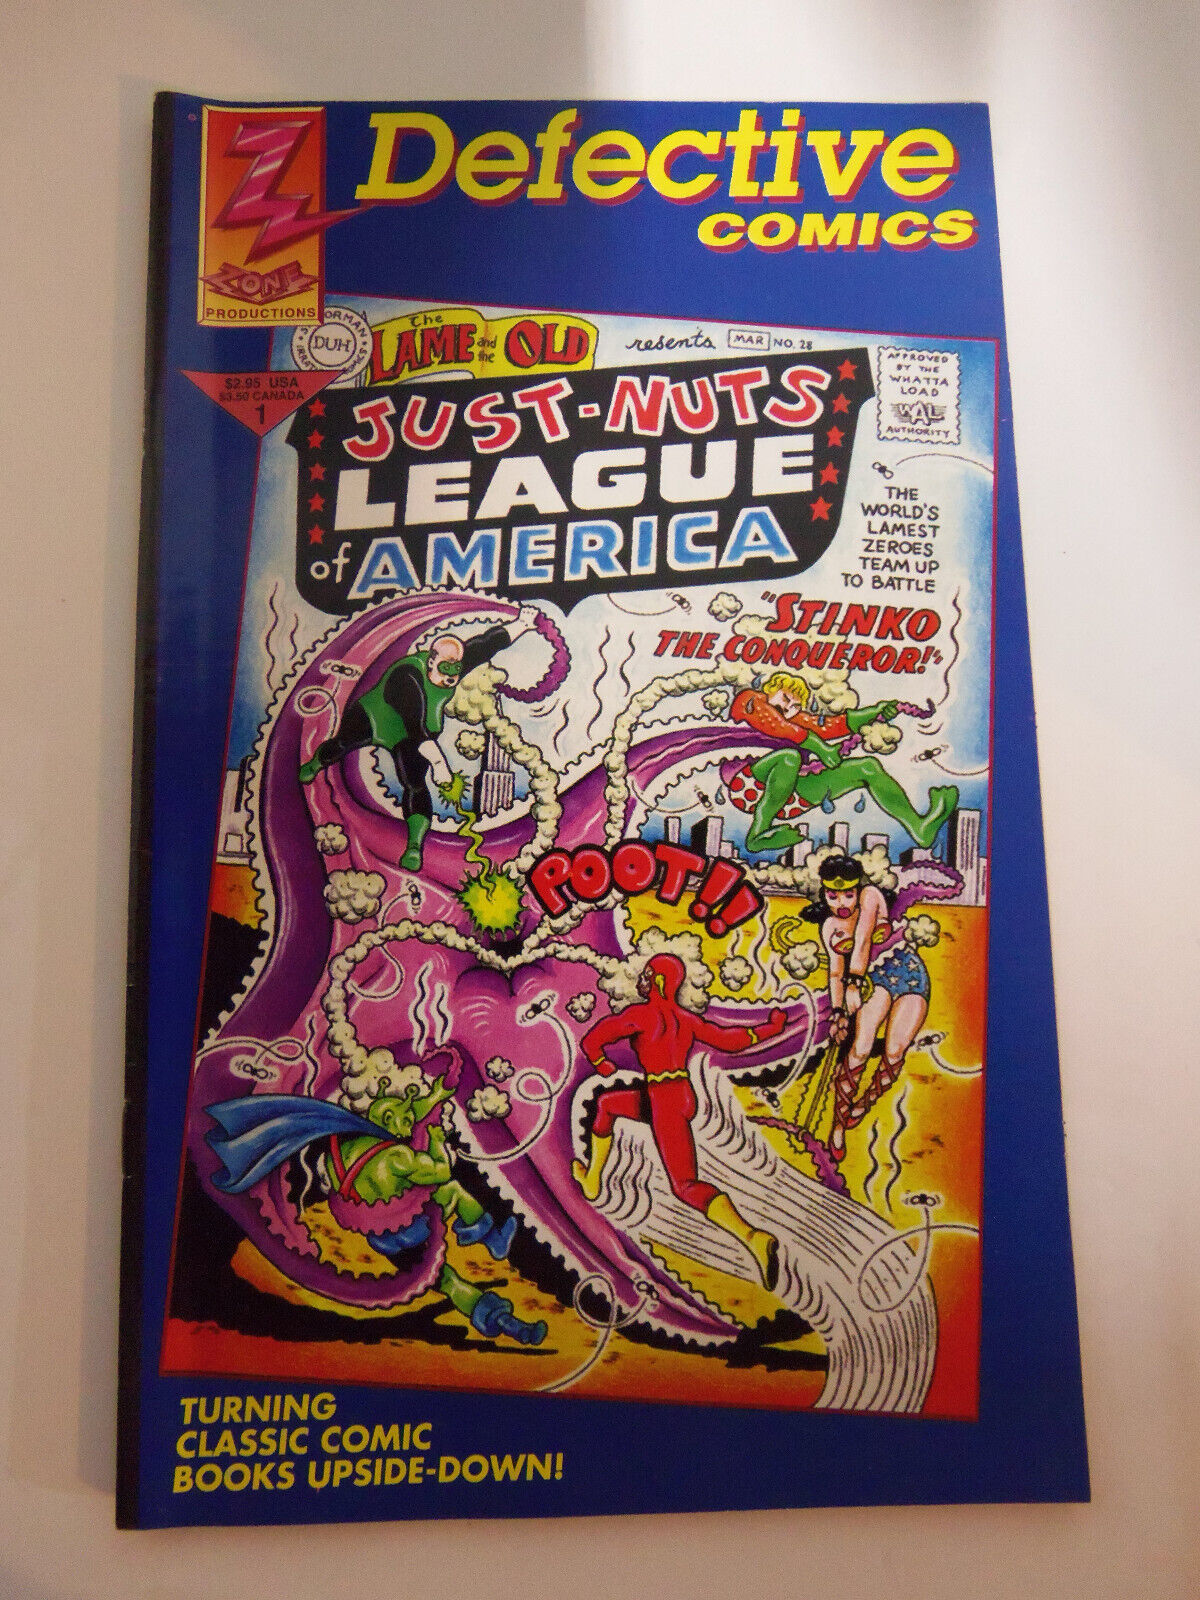 Z
Defective
COMICS
ZONE
PRODUCTIONS
$2.95 USA
$3.50 CANADA
1
DUH
The
LAME and the OLD
resents MAR NO. 28
APPROVED
BY THE
WHATTA
LOAD
WAL
AUTHORITY
JUST-NUTS
LEAGUE
of AMERICA
THE
WORLD'S
LAMEST
ZEROES
TEAM UP
TO BATTLE
"STINKO
THE CONQUEROR!"
POOT!!
TURNING
CLASSIC COMIC
BOOKS UPSIDE-DOWN!